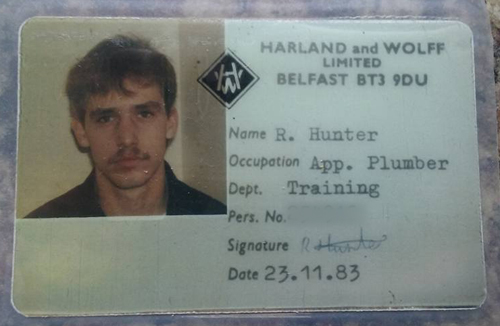 HARLAND and WOLFF
LIMITED
BELFAST BT3 9DU
Name R. Hunter
Occupation App. Plumber
Dept. Training
Pers. No.
Signature R Hunter
Date 23.11.83